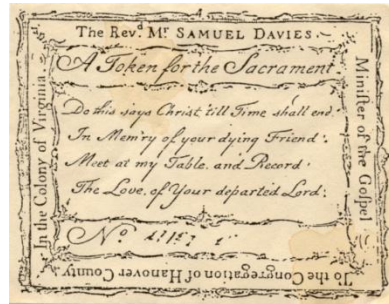 The Rev.d Mr. SAMUEL DAVIES.
A Token for the Sacrament.
Do this says Christ till Time shall end.
In Mem'ry of your dying Friend:
Meet at my Table, and Record
The Love, of Your departed Lord:
No.
Miniſter of the Goſpel
To the Congregation of Hanover County
In the Colony of Virginia.